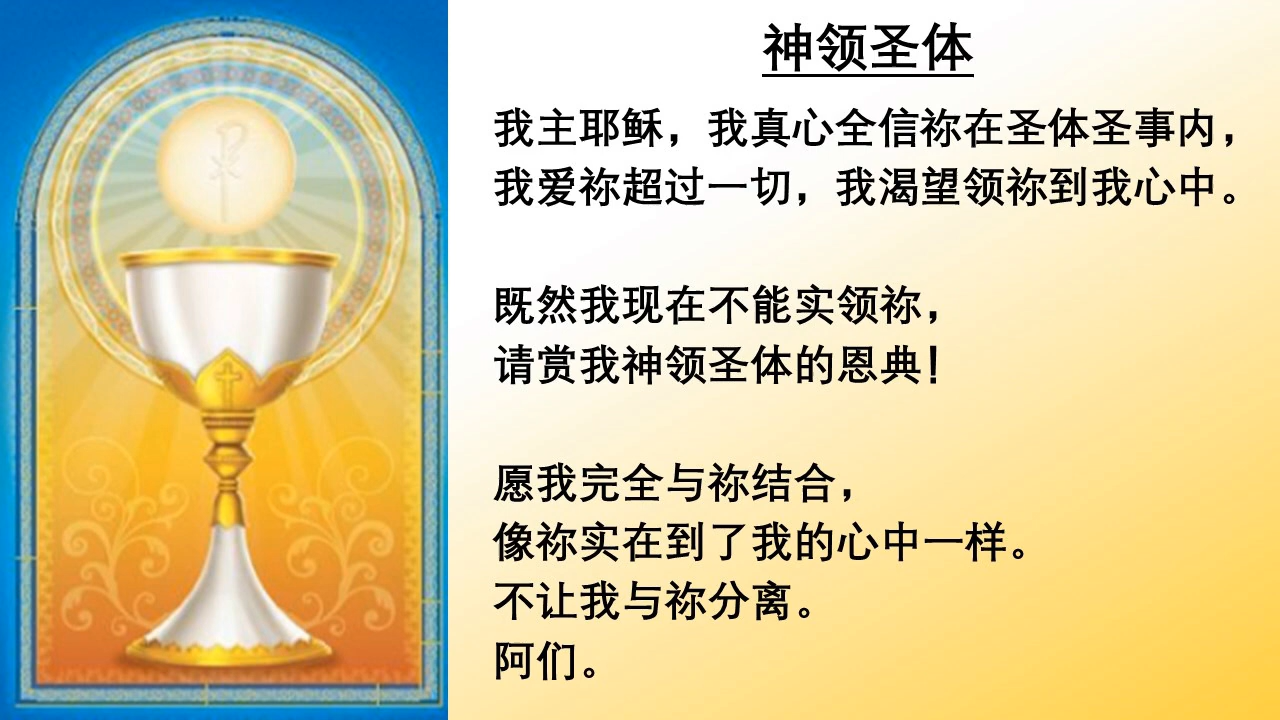 神领圣体
我主耶稣，我真心全信祢在圣体圣事内，
我爱祢超过一切，我渴望领祢到我心中。
既然我现在不能实领祢，
请赏我神领圣体的恩典！
愿我完全与祢结合，
像祢实在到了我的心中一样。
不让我与祢分离。
阿们。